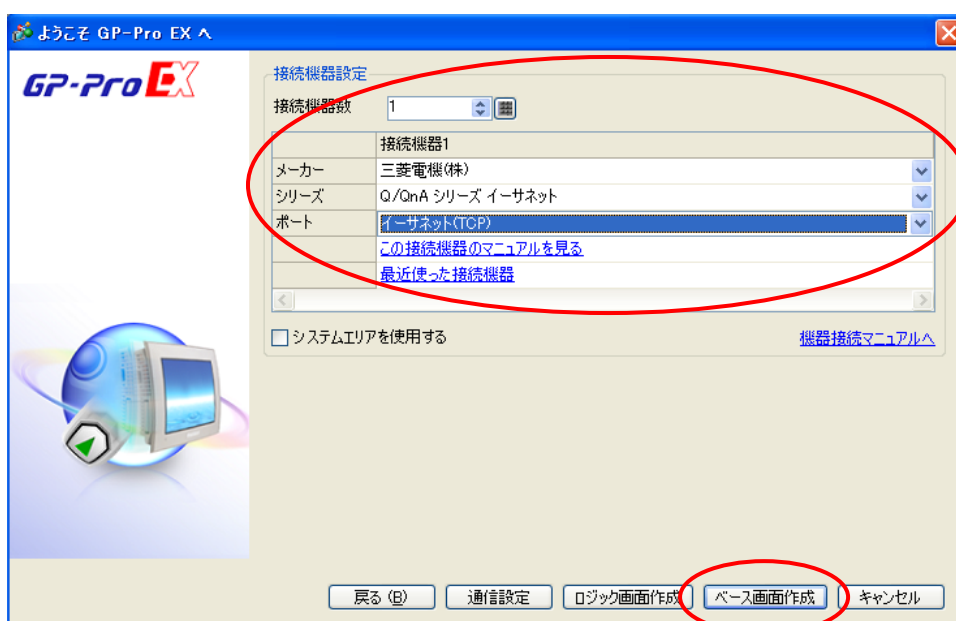 ようこそ GP-Pro EX へ
GP-Pro EX
接続機器設定
接続機器数 1
接続機器1
メーカー 三菱電機(株)
シリーズ Q/QnA シリーズ イーサネット
ポート イーサネット(TCP)
この接続機器のマニュアルを見る
最近使った接続機器
システムエリアを使用する 機器接続マニュアルへ
戻る (B) 通信設定 ロジック画面作成 ベース画面作成 キャンセル